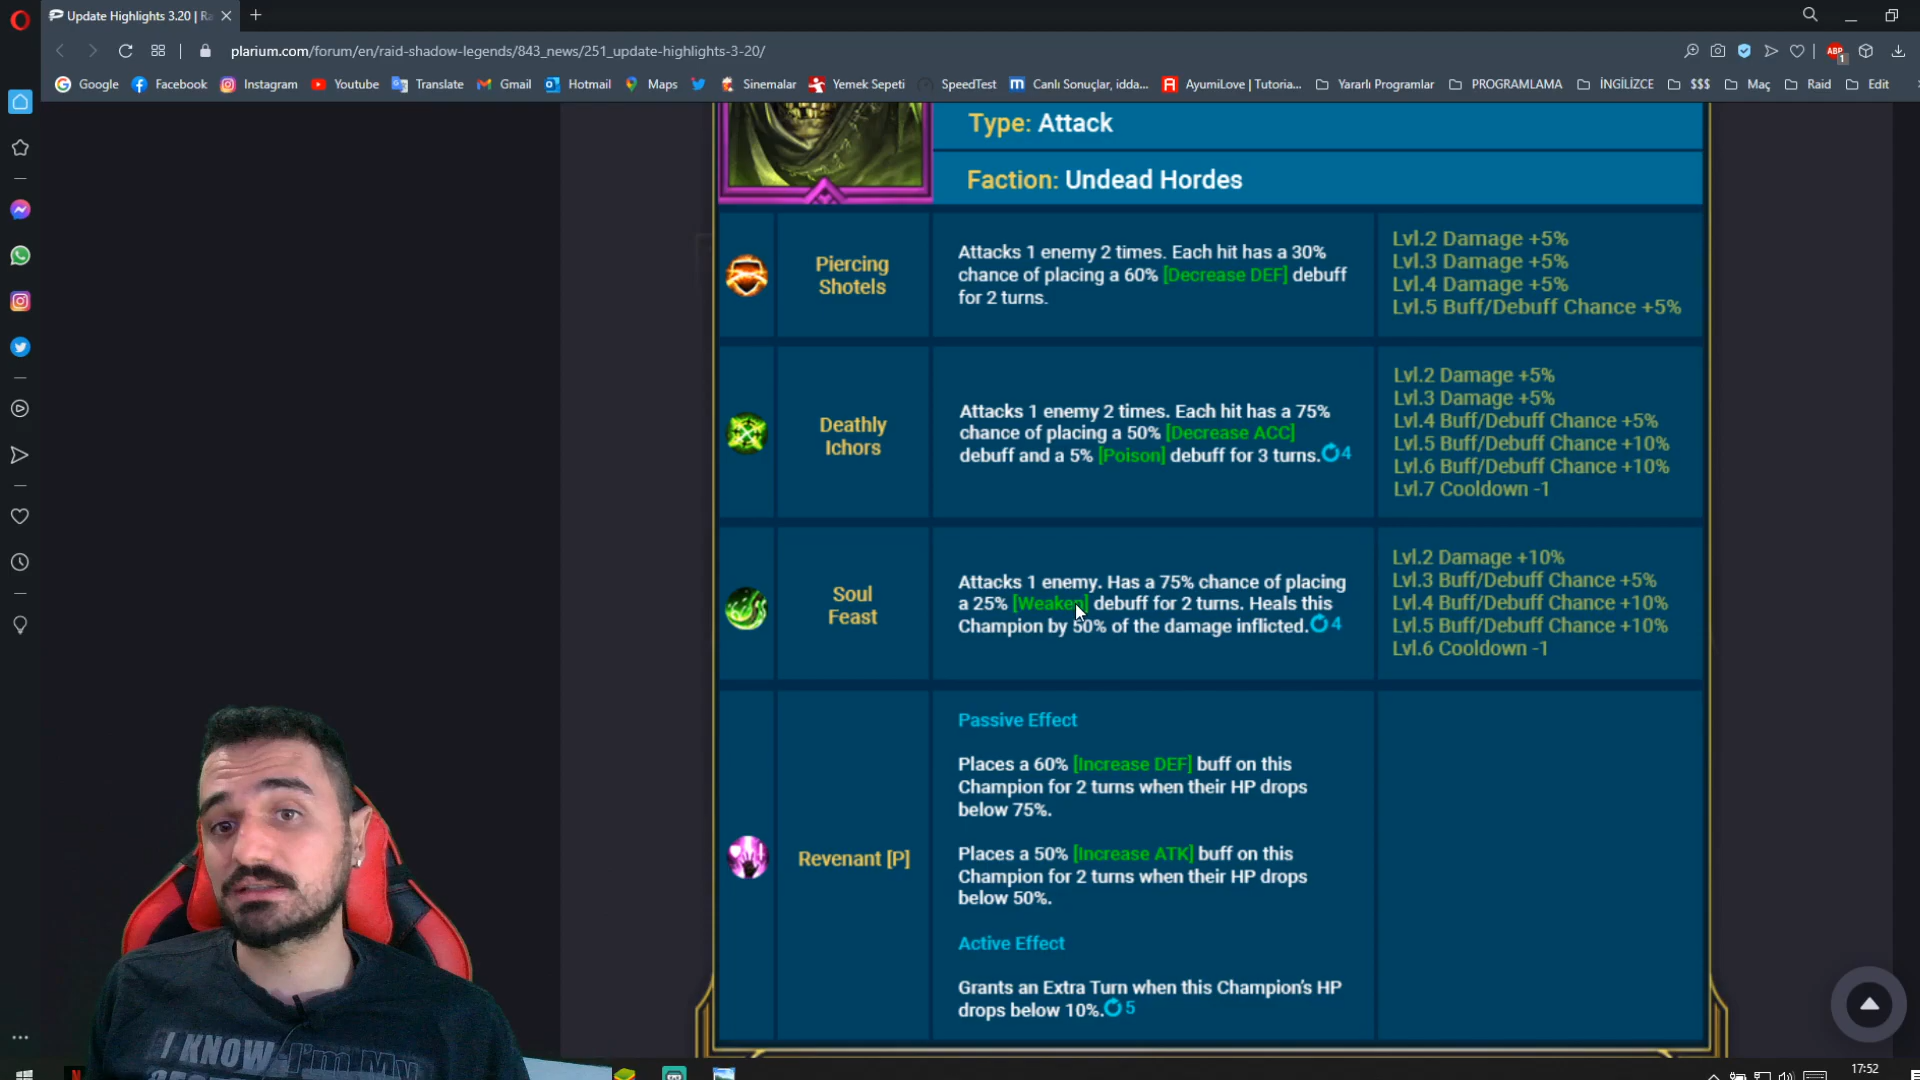 Update Highlights 3.20 | Ra
plarium.com/forum/en/raid-shadow-legends/843_news/251_update-highlights-3-20/
ABP
1
Google Facebook Instagram Youtube Translate Gmail Hotmail Maps Sinemalar Yemek Sepeti SpeedTest Canlı Sonuçlar, idda... AyumiLove | Tutoria... Yararlı Programlar PROGRAMLAMA İNGİLİZCE $$$ Maç Raid Edit
Type: Attack
Faction: Undead Hordes
Piercing
Shotels
Attacks 1 enemy 2 times. Each hit has a 30%
chance of placing a 60% [Decrease DEF] debuff
for 2 turns.
Lvl.2 Damage +5%
Lvl.3 Damage +5%
Lvl.4 Damage +5%
Lvl.5 Buff/Debuff Chance +5%
Deathly
Ichors
Attacks 1 enemy 2 times. Each hit has a 75%
chance of placing a 50% [Decrease ACC]
debuff and a 5% [Poison] debuff for 3 turns. 4
Lvl.2 Damage +5%
Lvl.3 Damage +5%
Lvl.4 Buff/Debuff Chance +5%
Lvl.5 Buff/Debuff Chance +10%
Lvl.6 Buff/Debuff Chance +10%
Lvl.7 Cooldown -1
Soul
Feast
Attacks 1 enemy. Has a 75% chance of placing
a 25% [Weaken] debuff for 2 turns. Heals this
Champion by 50% of the damage inflicted. 4
Lvl.2 Damage +10%
Lvl.3 Buff/Debuff Chance +5%
Lvl.4 Buff/Debuff Chance +10%
Lvl.5 Buff/Debuff Chance +10%
Lvl.6 Cooldown -1
Revenant [P]
Passive Effect
Places a 60% [Increase DEF] buff on this
Champion for 2 turns when their HP drops
below 75%.
Places a 50% [Increase ATK] buff on this
Champion for 2 turns when their HP drops
below 50%.
Active Effect
Grants an Extra Turn when this Champion's HP
drops below 10%. 5
I KNOW I'm My
17:52